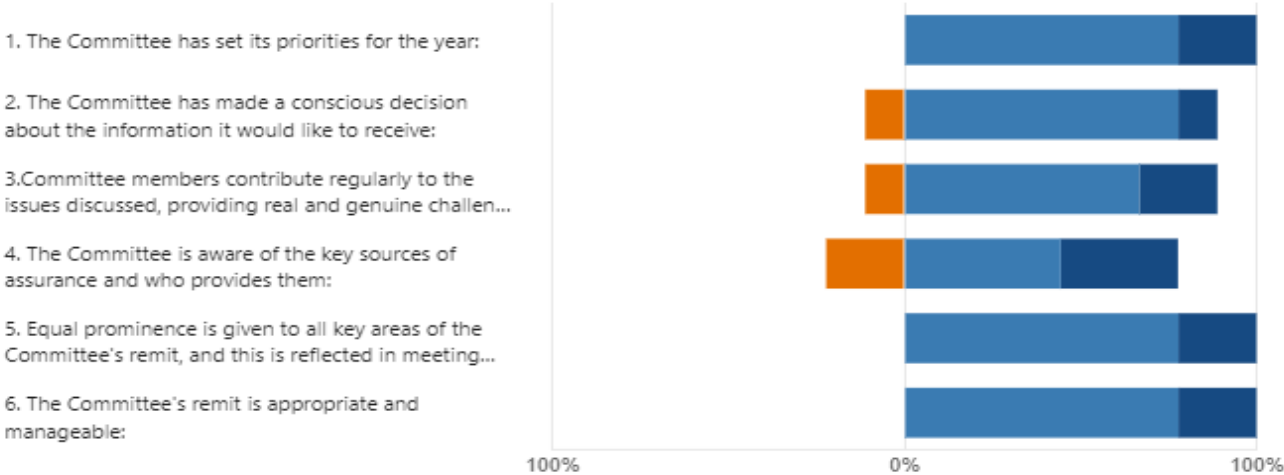 1. The Committee has set its priorities for the year:
2. The Committee has made a conscious decision
about the information it would like to receive:
3.Committee members contribute regularly to the
issues discussed, providing real and genuine challen...
4. The Committee is aware of the key sources of
assurance and who provides them:
5. Equal prominence is given to all key areas of the
Committee's remit, and this is reflected in meeting...
6. The Committee's remit is appropriate and
manageable:
100%
0%
100%